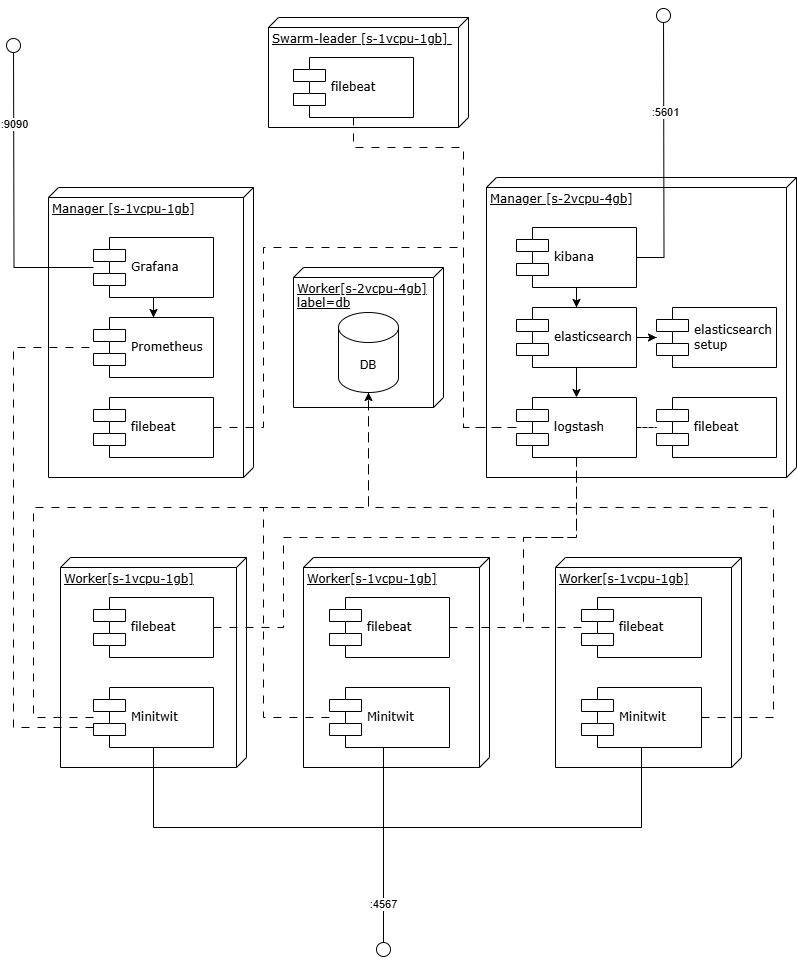 Swarm-leader [s-1vcpu-1gb]
filebeat
:9090
:5601
Manager [s-1vcpu-1gb]
Grafana
Prometheus
filebeat
Worker[s-2vcpu-4gb]
label=db
DB
Manager [s-2vcpu-4gb]
kibana
elasticsearch
elasticsearch
setup
logstash
filebeat
Worker[s-1vcpu-1gb]
filebeat
Minitwit
Worker[s-1vcpu-1gb]
filebeat
Minitwit
Worker[s-1vcpu-1gb]
filebeat
Minitwit
:4567